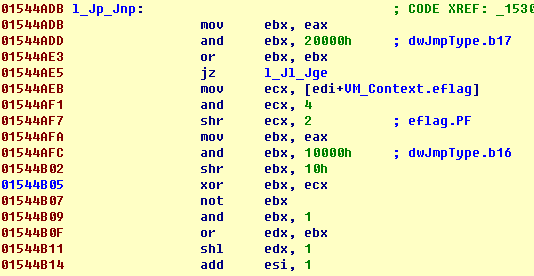 01544ADB l_Jp_Jnp: ; CODE XREF: _1530
01544ADB mov ebx, eax
01544ADD and ebx, 20000h ; dwJmpType.b17
01544AE3 or ebx, ebx
01544AE5 jz l_Jl_Jge
01544AEB mov ecx, [edi+VM_Context.eflag]
01544AF1 and ecx, 4
01544AF7 shr ecx, 2 ; eflag.PF
01544AFA mov ebx, eax
01544AFC and ebx, 10000h ; dwJmpType.b16
01544B02 shr ebx, 10h
01544B05 xor ebx, ecx
01544B07 not ebx
01544B09 and ebx, 1
01544B0F or edx, ebx
01544B11 shl edx, 1
01544B14 add esi, 1